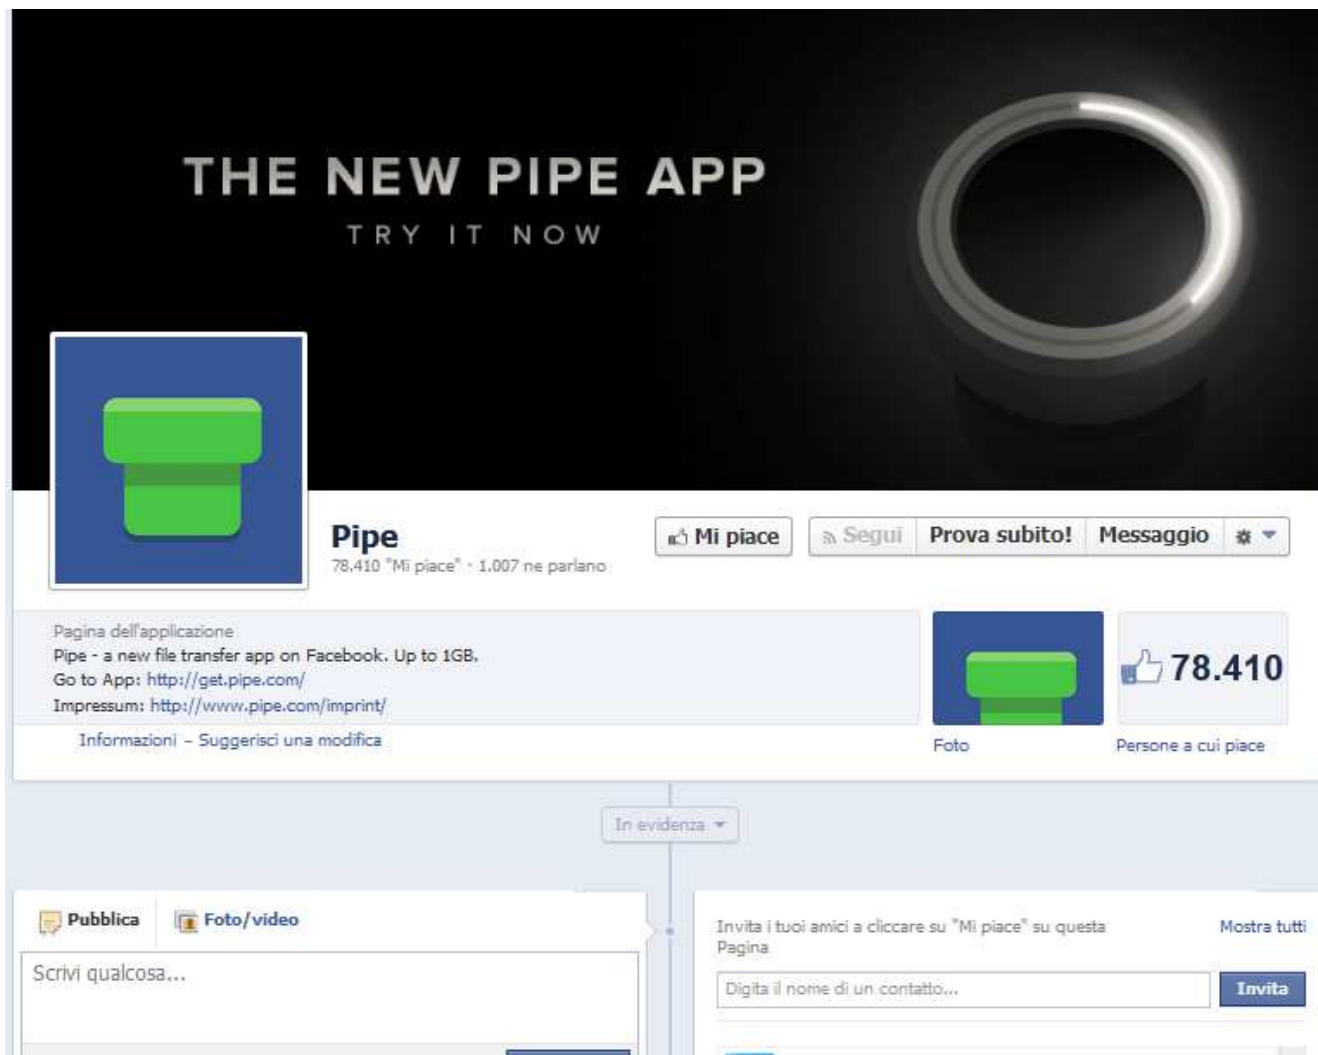 THE NEW PIPE APP
TRY IT NOW
Pipe
78.410 "Mi piace" · 1.007 ne parlano
Mi piace
Segui
Prova subito!
Messaggio
Pagina dell'applicazione
Pipe - a new file transfer app on Facebook. Up to 1GB.
Go to App: http://get.pipe.com/
Impressum: http://www.pipe.com/imprint/
Informazioni – Suggerisci una modifica
Foto
78.410
Persone a cui piace
In evidenza
Pubblica
Foto/video
Scrivi qualcosa...
Invita i tuoi amici a cliccare su "Mi piace" su questa
Pagina
Mostra tutti
Digita il nome di un contatto...
Invita